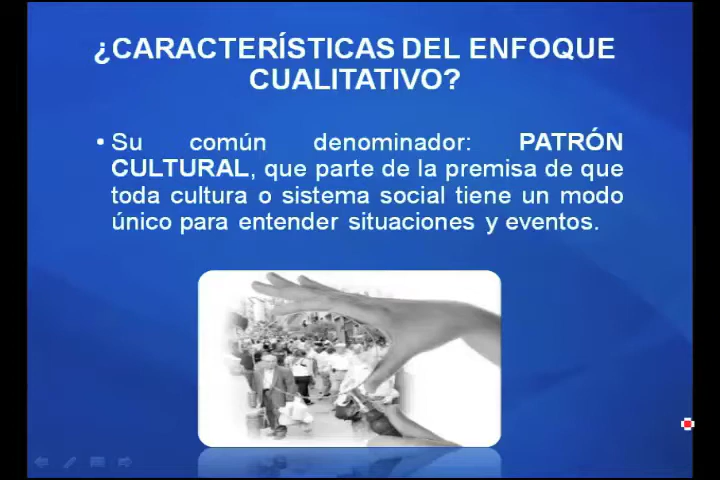 ¿CARACTERÍSTICAS DEL ENFOQUE
CUALITATIVO?
• Su común denominador: PATRÓN
CULTURAL, que parte de la premisa de que
toda cultura o sistema social tiene un modo
único para entender situaciones y eventos.